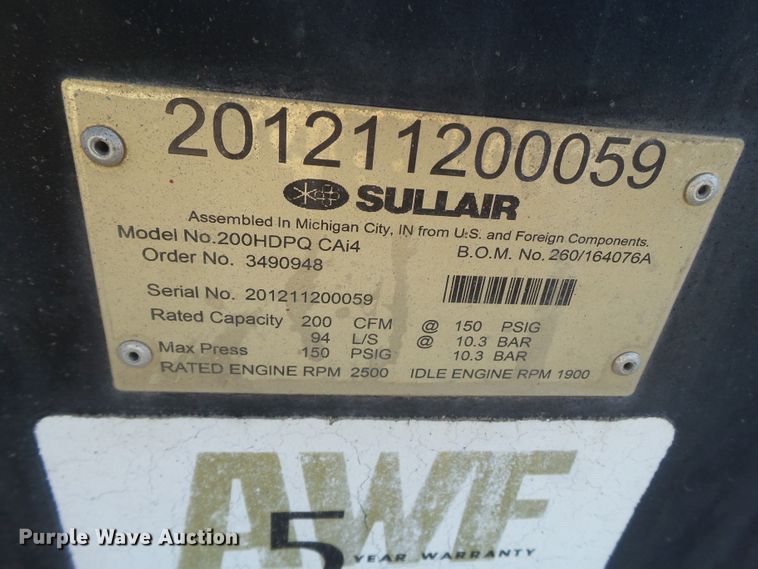 201211200059
SULLAIR
Assembled In Michigan City, IN from U.S. and Foreign Components.
Model No.200HDPQ CAi4 B.O.M. No. 260/164076A
Order No. 3490948
Serial No. 201211200059
Rated Capacity 200 CFM @ 150 PSIG
94 L/S @ 10.3 BAR
Max Press 150 PSIG 10.3 BAR
RATED ENGINE RPM 2500 IDLE ENGINE RPM 1900
AWF
5 YEAR WARRANTY
Purple Wave Auction